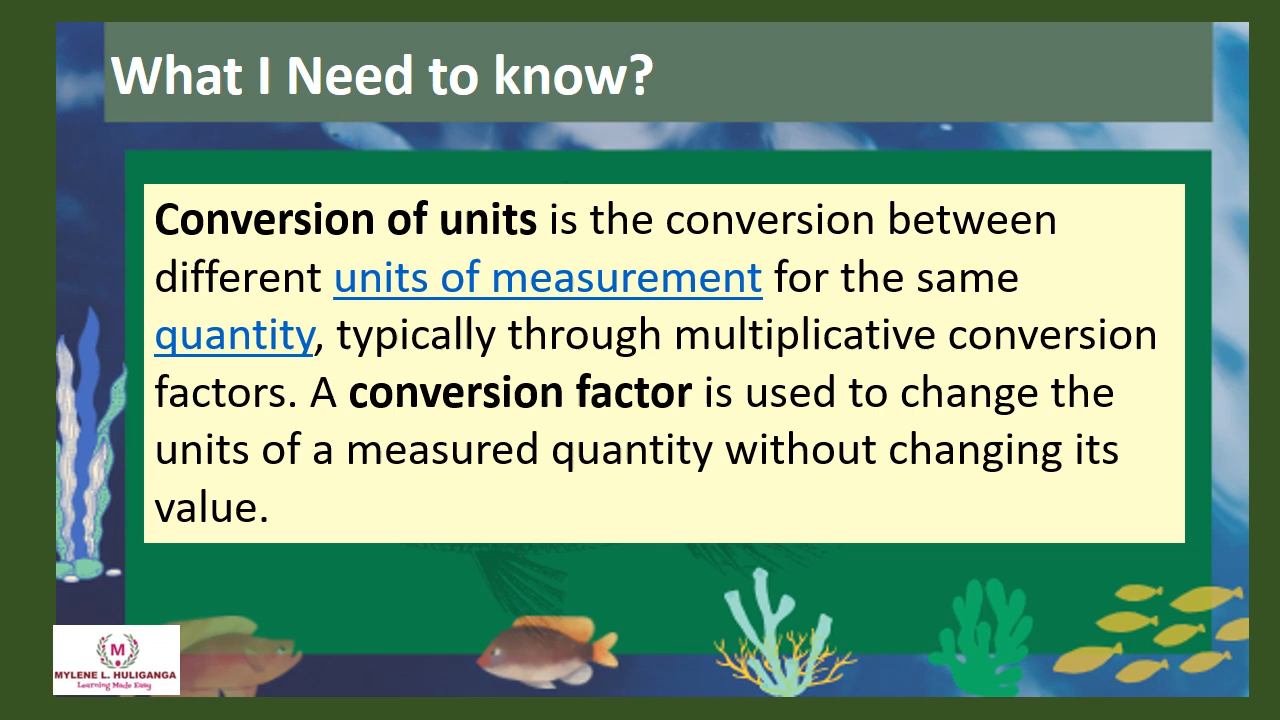 What I Need to know?
Conversion of units is the conversion between
different units of measurement for the same
quantity, typically through multiplicative conversion
factors. A conversion factor is used to change the
units of a measured quantity without changing its
value.
M
MYLENE L. HULIGANGA
Learning Made Easy